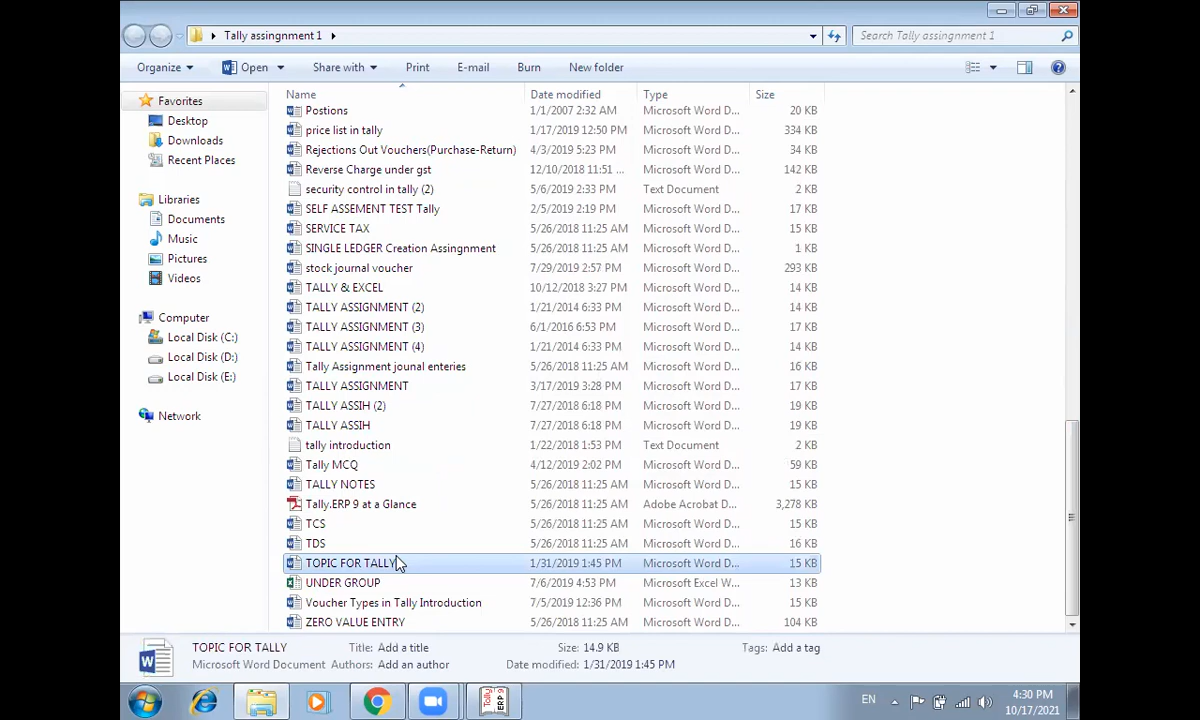 Tally assingnment 1
Search Tally assingnment 1
Organize Open Share with Print E-mail Burn New folder
Favorites
Desktop
Downloads
Recent Places
Libraries
Documents
Music
Pictures
Videos
Computer
Local Disk (C:)
Local Disk (D:)
Local Disk (E:)
Network
Name Date modified Type Size
Postions 1/1/2007 2:32 AM Microsoft Word D... 20 KB
price list in tally 1/17/2019 12:50 PM Microsoft Word D... 334 KB
Rejections Out Vouchers(Purchase-Return) 4/3/2019 5:23 PM Microsoft Word D... 34 KB
Reverse Charge under gst 12/10/2018 11:51 ... Microsoft Word D... 142 KB
security control in tally (2) 5/6/2019 2:33 PM Text Document 2 KB
SELF ASSEMENT TEST Tally 2/5/2019 2:19 PM Microsoft Word D... 17 KB
SERVICE TAX 5/26/2018 11:25 AM Microsoft Word D... 15 KB
SINGLE LEDGER Creation Assingnment 5/26/2018 11:25 AM Microsoft Word D... 1 KB
stock journal voucher 7/29/2019 2:57 PM Microsoft Word D... 293 KB
TALLY & EXCEL 10/12/2018 3:27 PM Microsoft Word D... 14 KB
TALLY ASSIGNMENT (2) 1/21/2014 6:33 PM Microsoft Word D... 14 KB
TALLY ASSIGNMENT (3) 6/1/2016 6:53 PM Microsoft Word D... 17 KB
TALLY ASSIGNMENT (4) 1/21/2014 6:33 PM Microsoft Word D... 14 KB
Tally Assignment jounal enteries 5/26/2018 11:25 AM Microsoft Word D... 16 KB
TALLY ASSIGNMENT 3/17/2019 3:28 PM Microsoft Word D... 14 KB
TALLY ASSIH (2) 7/27/2018 6:18 PM Microsoft Word D... 19 KB
TALLY ASSIH 7/27/2018 6:18 PM Microsoft Word D... 19 KB
tally introduction 1/22/2018 1:53 PM Text Document 2 KB
Tally MCQ 4/12/2019 2:02 PM Microsoft Word D... 59 KB
TALLY NOTES 5/26/2018 11:25 AM Microsoft Word D... 15 KB
Tally.ERP 9 at a Glance 5/26/2018 11:25 AM Adobe Acrobat D... 3,278 KB
TCS 5/26/2018 11:25 AM Microsoft Word D... 15 KB
TDS 5/26/2018 11:25 AM Microsoft Word D... 16 KB
TOPIC FOR TALLY 1/31/2019 1:45 PM Microsoft Word D... 15 KB
UNDER GROUP 7/6/2019 4:53 PM Microsoft Excel W... 13 KB
Voucher Types in Tally Introduction 7/5/2019 12:36 PM Microsoft Word D... 15 KB
ZERO VALUE ENTRY 5/26/2018 11:25 AM Microsoft Word D... 104 KB
TOPIC FOR TALLY Title: Add a title Size: 14.9 KB Tags: Add a tag
Microsoft Word Document Authors: Add an author Date modified: 1/31/2019 1:45 PM
Tally ERP 9
EN
4:30 PM
10/17/2021